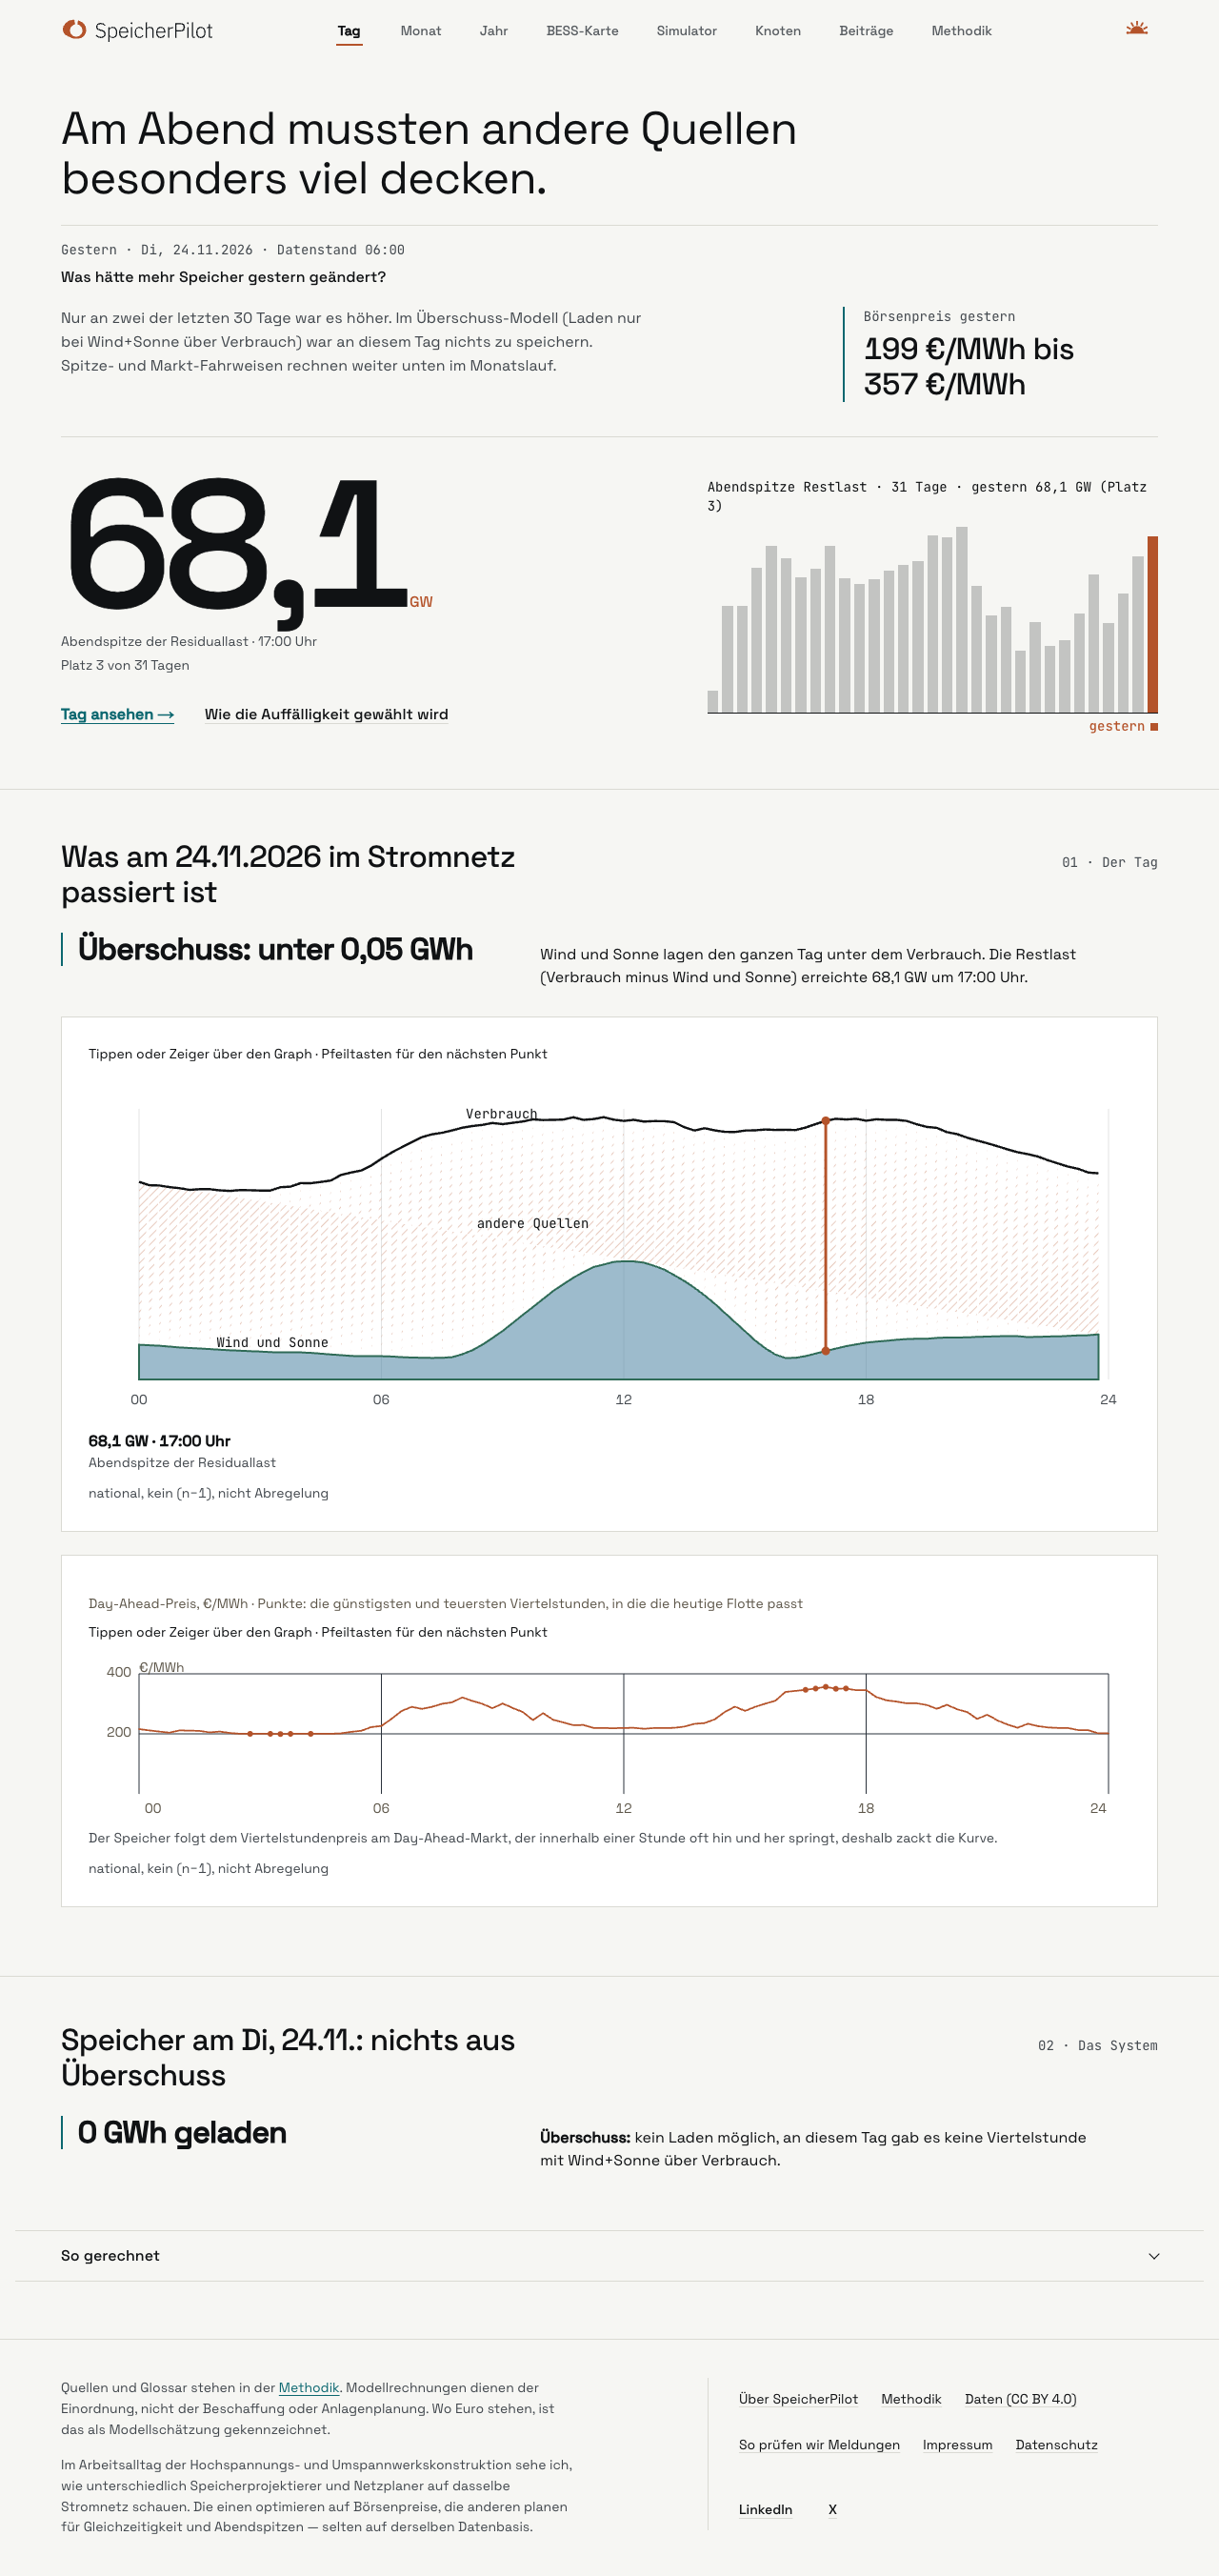 SpeicherPilot
Tag
Monat
Jahr
BESS-Karte
Simulator
Knoten
Beiträge
Methodik
Am Abend mussten andere Quellen
besonders viel decken.
Gestern · Di, 24.11.2026 · Datenstand 06:00
Was hätte mehr Speicher gestern geändert?
Nur an zwei der letzten 30 Tage war es höher. Im Überschuss-Modell (Laden nur
bei Wind+Sonne über Verbrauch) war an diesem Tag nichts zu speichern.
Spitze- und Markt-Fahrweisen rechnen weiter unten im Monatslauf.
Börsenpreis gestern
199 €/MWh bis
357 €/MWh
68,1 GW
Abendspitze der Residuallast · 17:00 Uhr
Platz 3 von 31 Tagen
Tag ansehen →
Wie die Auffälligkeit gewählt wird
Abendspitze Restlast · 31 Tage · gestern 68,1 GW (Platz
3)
gestern
Was am 24.11.2026 im Stromnetz
passiert ist
01 · Der Tag
Überschuss: unter 0,05 GWh
Wind und Sonne lagen den ganzen Tag unter dem Verbrauch. Die Restlast
(Verbrauch minus Wind und Sonne) erreichte 68,1 GW um 17:00 Uhr.
Tippen oder Zeiger über den Graph · Pfeiltasten für den nächsten Punkt
Verbrauch
andere Quellen
Wind und Sonne
00
06
12
18
24
68,1 GW · 17:00 Uhr
Abendspitze der Residuallast
national, kein (n−1), nicht Abregelung
Day-Ahead-Preis, €/MWh · Punkte: die günstigsten und teuersten Viertelstunden, in die die heutige Flotte passt
Tippen oder Zeiger über den Graph · Pfeiltasten für den nächsten Punkt
€/MWh
400
200
00
06
12
18
24
Der Speicher folgt dem Viertelstundenpreis am Day-Ahead-Markt, der innerhalb einer Stunde oft hin und her springt, deshalb zackt die Kurve.
national, kein (n−1), nicht Abregelung
Speicher am Di, 24.11.: nichts aus
Überschuss
02 · Das System
0 GWh geladen
Überschuss: kein Laden möglich, an diesem Tag gab es keine Viertelstunde
mit Wind+Sonne über Verbrauch.
So gerechnet
Quellen und Glossar stehen in der Methodik. Modellrechnungen dienen der
Einordnung, nicht der Beschaffung oder Anlagenplanung. Wo Euro stehen, ist
das als Modellschätzung gekennzeichnet.
Im Arbeitsalltag der Hochspannungs- und Umspannwerkskonstruktion sehe ich,
wie unterschiedlich Speicherprojektierer und Netzplaner auf dasselbe
Stromnetz schauen. Die einen optimieren auf Börsenpreise, die anderen planen
für Gleichzeitigkeit und Abendspitzen — selten auf derselben Datenbasis.
Über SpeicherPilot
Methodik
Daten (CC BY 4.0)
So prüfen wir Meldungen
Impressum
Datenschutz
LinkedIn
X